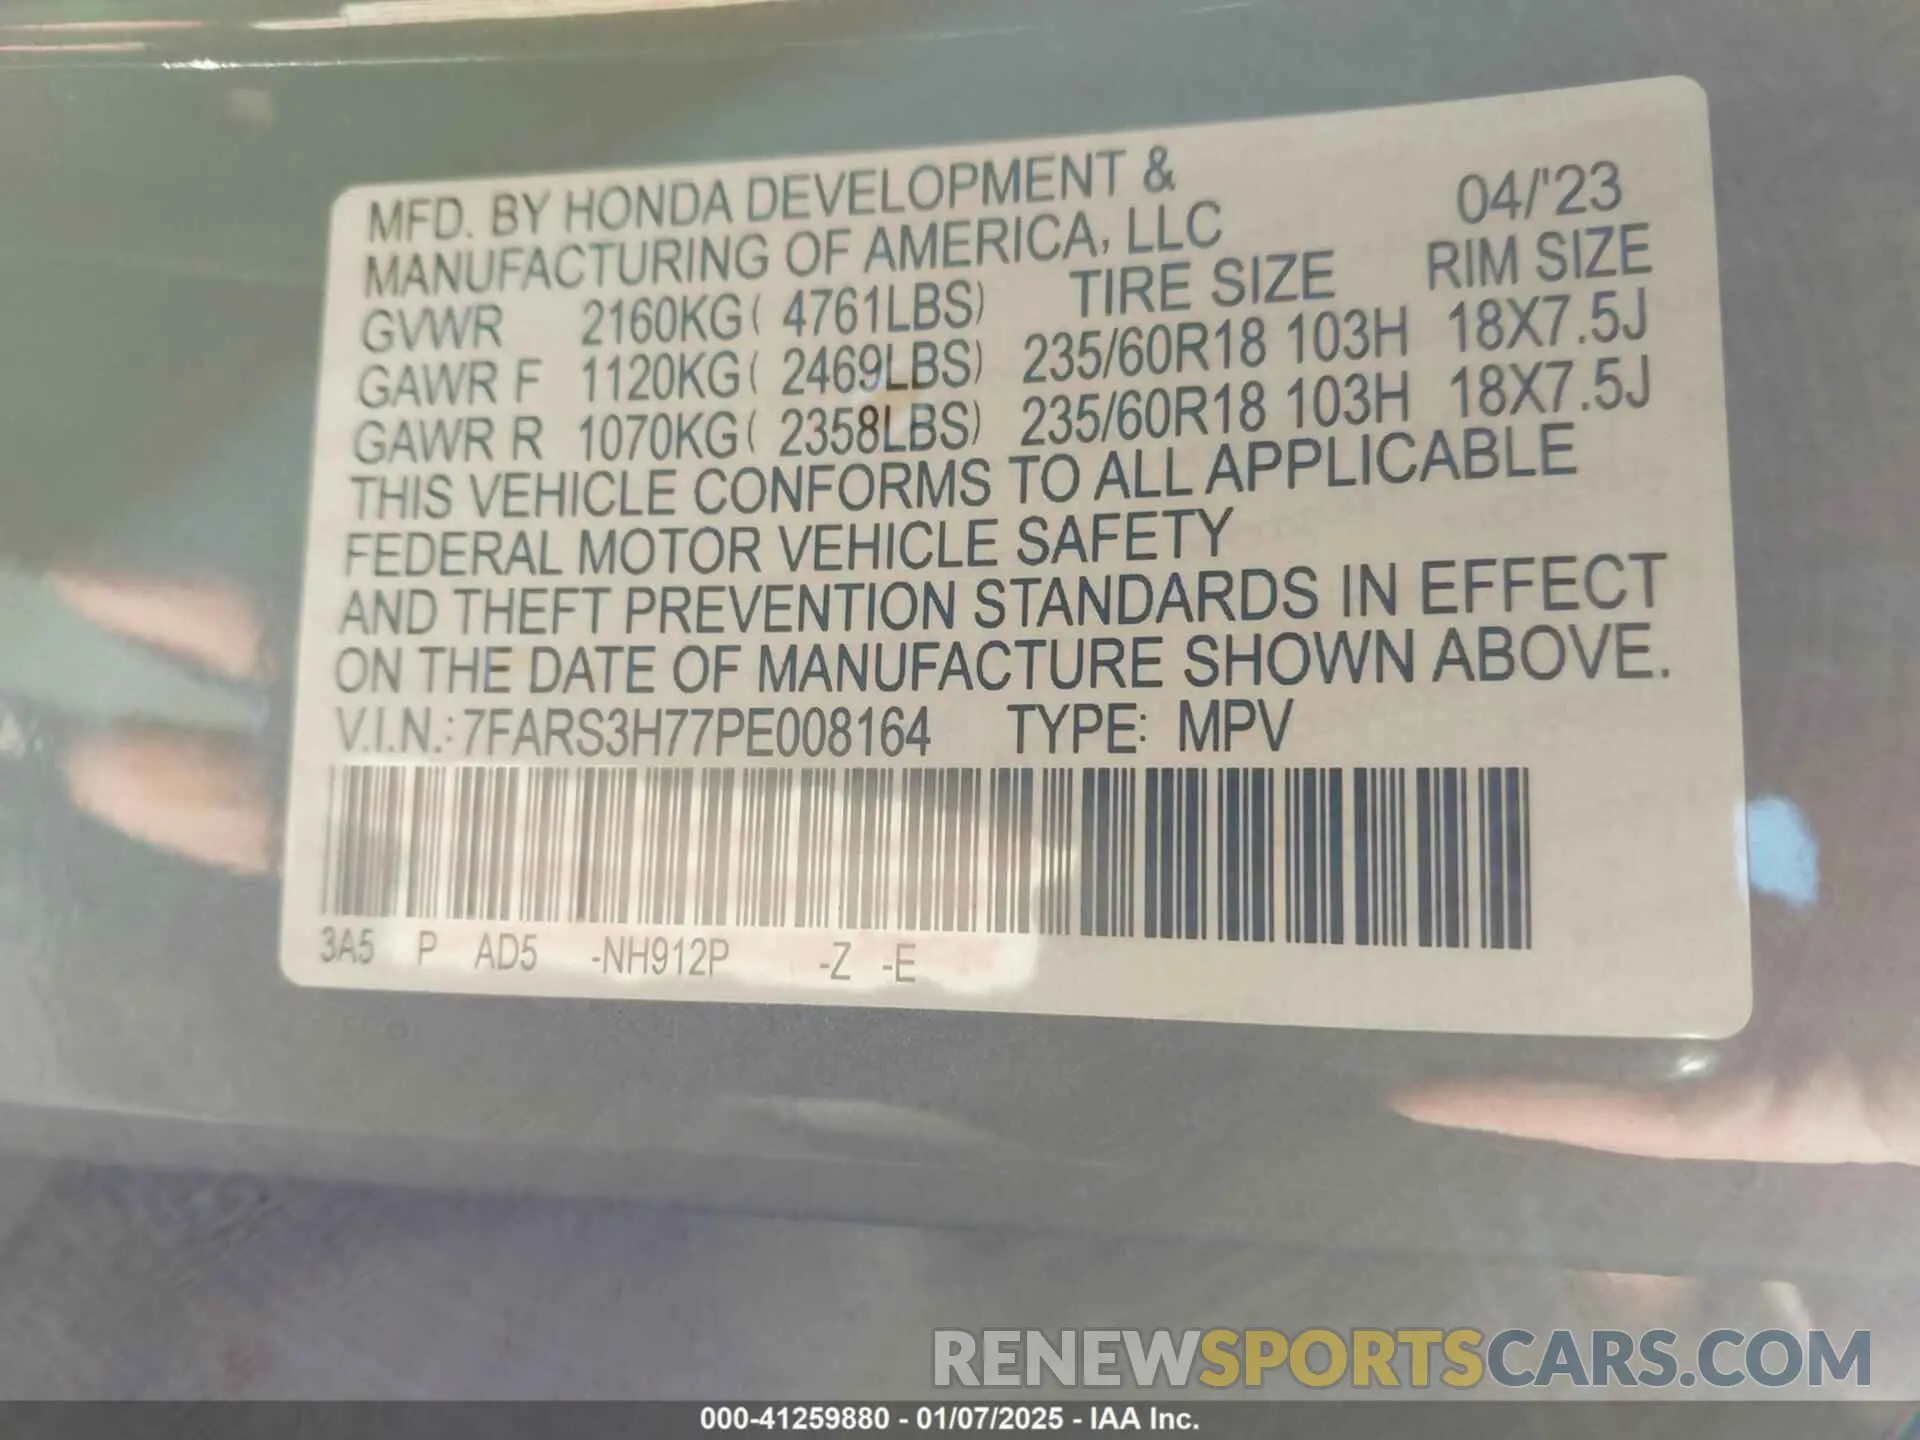 MFD. BY HONDA DEVELOPMENT & 04/'23
MANUFACTURING OF AMERICA, LLC TIRE SIZE RIM SIZE
GVWR 2160KG( 4761LBS)
GAWR F 1120KG( 2469LBS) 235/60R18 103H 18X7.5J
GAWR R 1070KG( 2358LBS) 235/60R18 103H 18X7.5J
THIS VEHICLE CONFORMS TO ALL APPLICABLE
FEDERAL MOTOR VEHICLE SAFETY
AND THEFT PREVENTION STANDARDS IN EFFECT
ON THE DATE OF MANUFACTURE SHOWN ABOVE.
V.I.N.: 7FARS3H77PE008164 TYPE: MPV
3A5 P AD5 -NH912P -Z -E
RENEWSPORTSCARS.COM
000-41259880 - 01/07/2025 - IAA Inc.